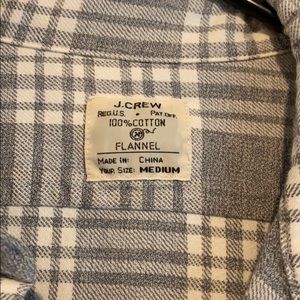 J.CREW
REG.U.S. • PAT.OFF.
100% COTTON
FLANNEL
MADE IN: CHINA
YOUR SIZE: MEDIUM